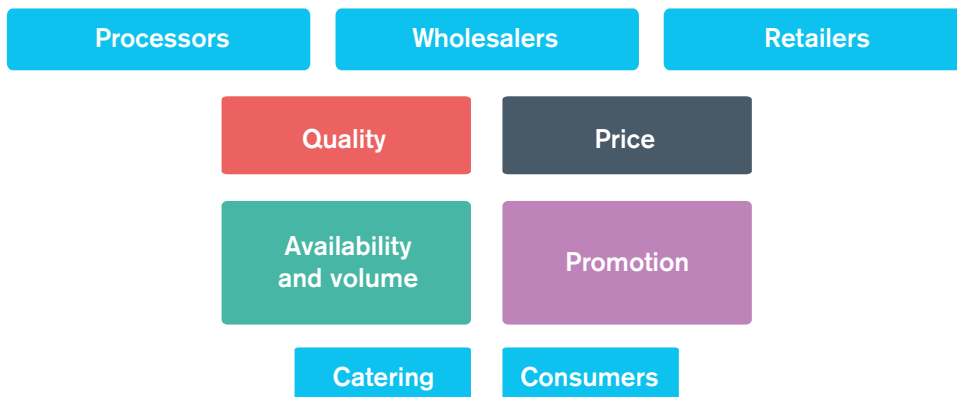 Processors
Wholesalers
Retailers
Quality
Price
Availability
and volume
Promotion
Catering
Consumers